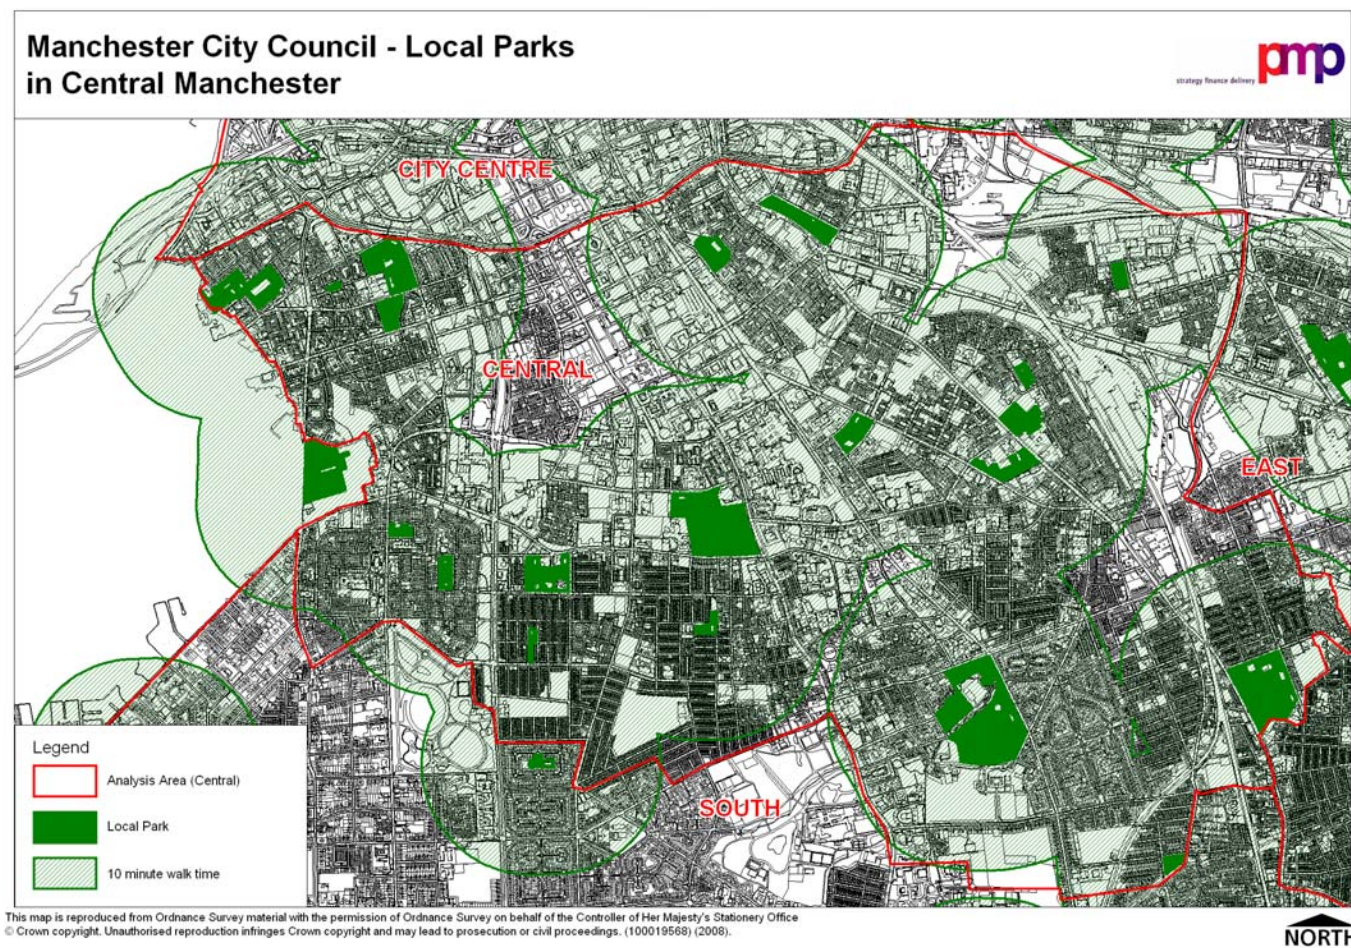 Manchester City Council - Local Parks
in Central Manchester
strategy finance delivery pmp
CITY CENTRE
CENTRAL
EAST
SOUTH
Legend
Analysis Area (Central)
Local Park
10 minute walk time
This map is reproduced from Ordnance Survey material with the permission of Ordnance Survey on behalf of the Controller of Her Majesty's Stationery Office
© Crown copyright. Unauthorised reproduction infringes Crown copyright and may lead to prosecution or civil proceedings. (100019568) (2008).
NORTH